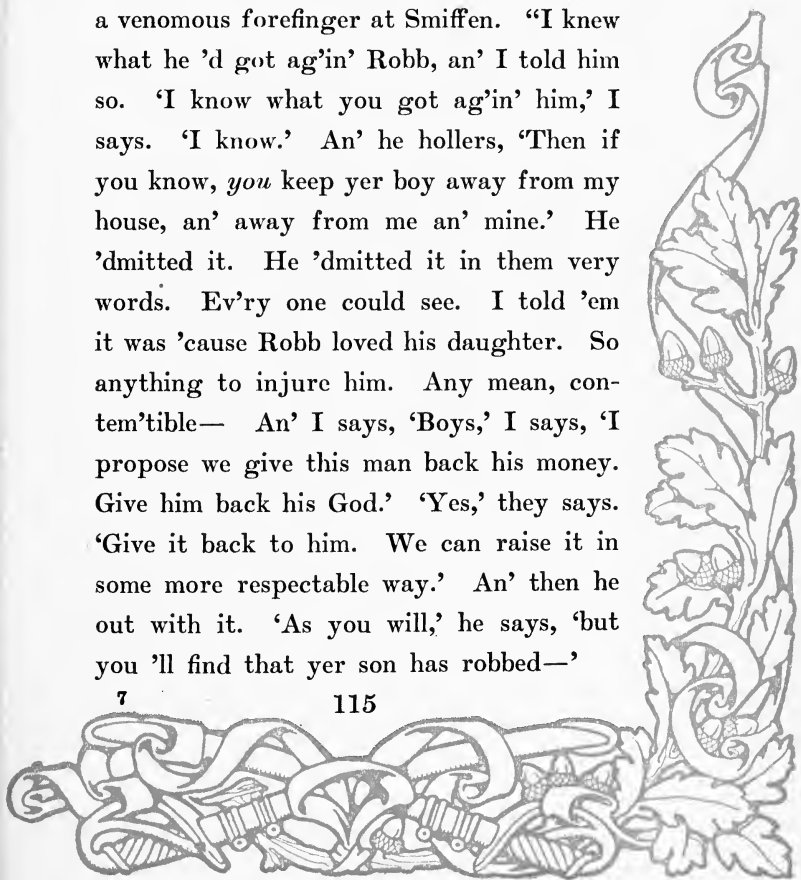 a venomous forefinger at Smiffen. “I knew
what he ’d got ag’in’ Robb, an’ I told him
so. ‘I know what you got ag’in’ him,’ I
says. ‘I know.’ An’ he hollers, ‘Then if
you know, you keep yer boy away from my
house, an’ away from me an’ mine.’ He
’dmitted it. He ’dmitted it in them very
words. Ev’ry one could see. I told ’em
it was ’cause Robb loved his daughter. So
anything to injure him. Any mean, con-
tem’tible— An’ I says, ‘Boys,’ I says, ‘I
propose we give this man back his money.
Give him back his God.’ ‘Yes,’ they says.
‘Give it back to him. We can raise it in
some more respectable way.’ An’ then he
out with it. ‘As you will,’ he says, ‘but
you ’ll find that yer son has robbed—’
7 115